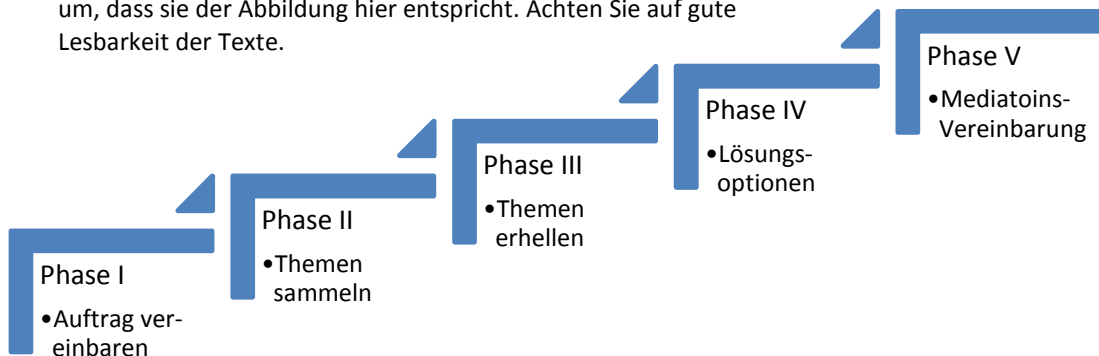 um, dass sie der Abbildung hier entspricht. Achten Sie auf gute
Lesbarkeit der Texte.
Phase I
•Auftrag ver-
einbaren
Phase II
•Themen
sammeln
Phase III
•Themen
erhellen
Phase IV
•Lösungs-
optionen
Phase V
•Mediatoins-
Vereinbarung